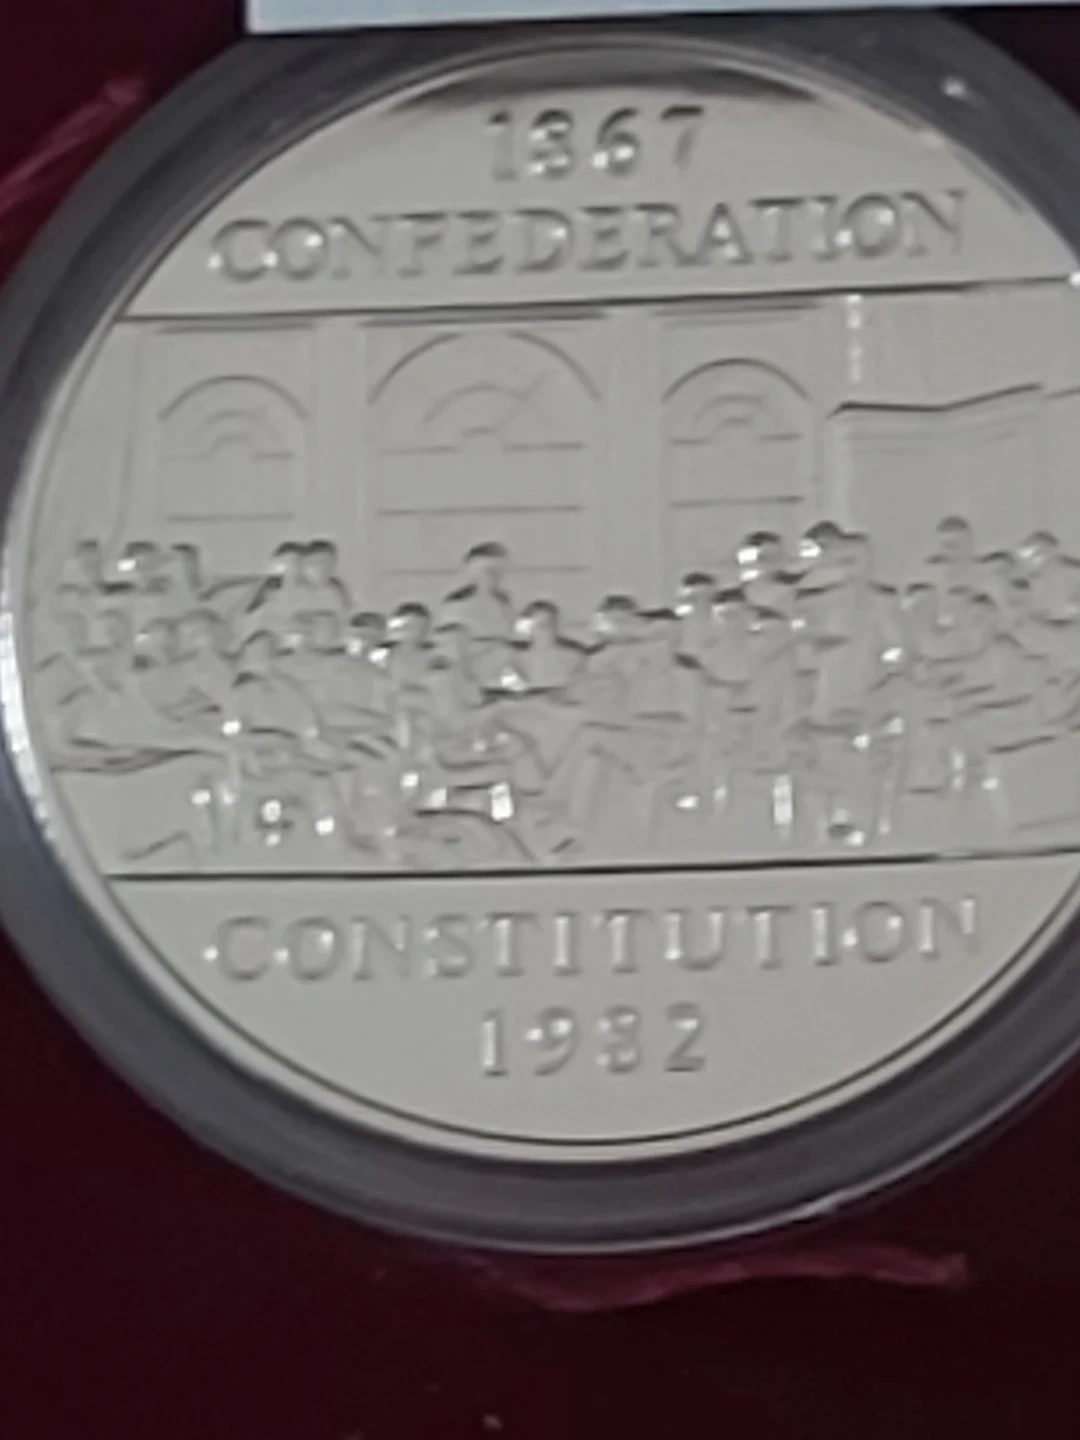 1867
CONFEDERATION
CONSTITUTION
1982